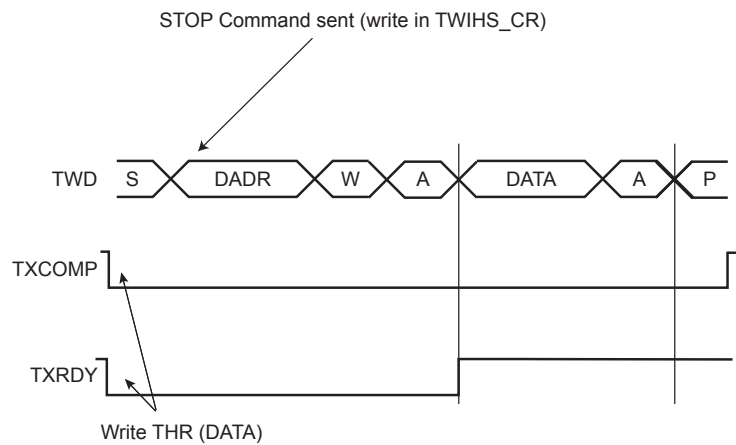 STOP Command sent (write in TWIHS_CR)
TWD S DADR W A DATA A P
TXCOMP
TXRDY
Write THR (DATA)